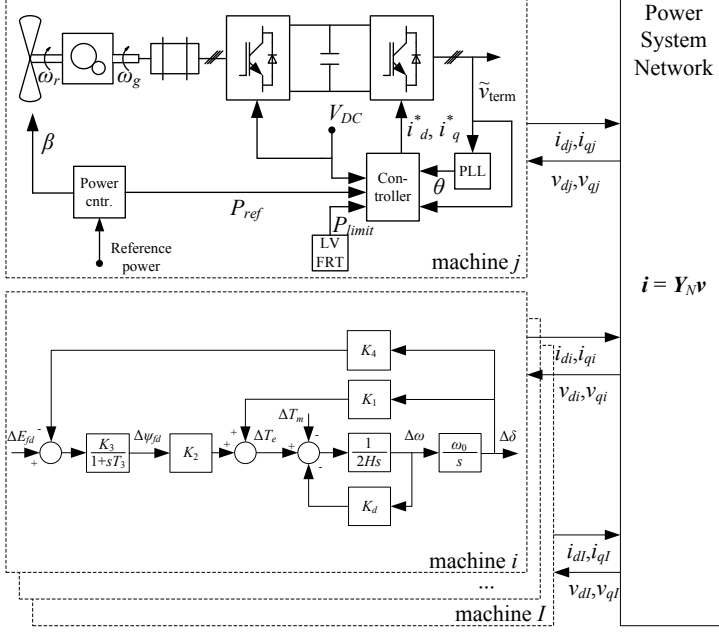 Power
System
Network
ω_r
ω_g
ṽ_term
V_DC
i*_d, i*_q
β
PLL
θ
Con-
troller
Power
cntr.
P_ref
P_limit
LV
FRT
Reference
power
machine j
i_dj,i_qj
v_dj,v_qj
i = Y_N v
K_4
K_1
-
ΔE_fd
+
K_3
1+sT_3
Δψ_fd
K_2
+
+
ΔT_e
ΔT_m
-
+
-
1
2Hs
Δω
ω_0
s
Δδ
K_d
machine i
...
machine I
i_di,i_qi
v_di,v_qi
i_dI,i_qI
v_dI,v_qI